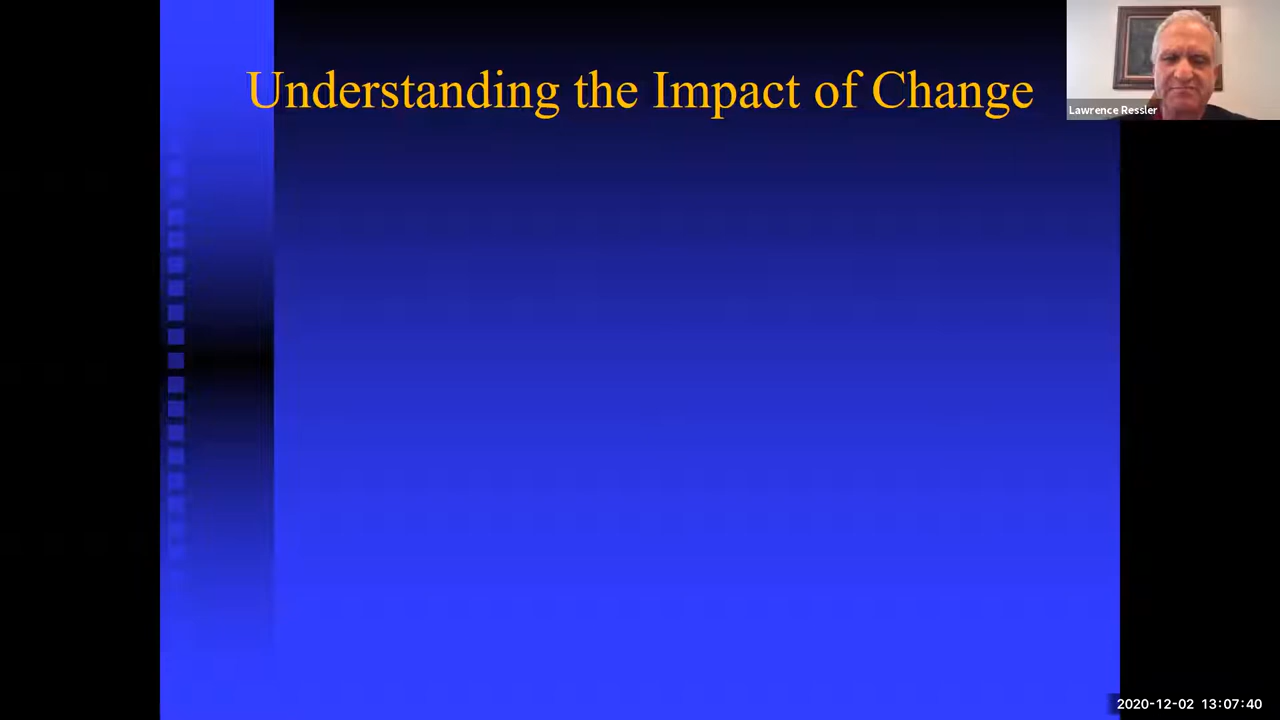 Understanding the Impact of Change
Lawrence Ressler
2020-12-02 13:07:40